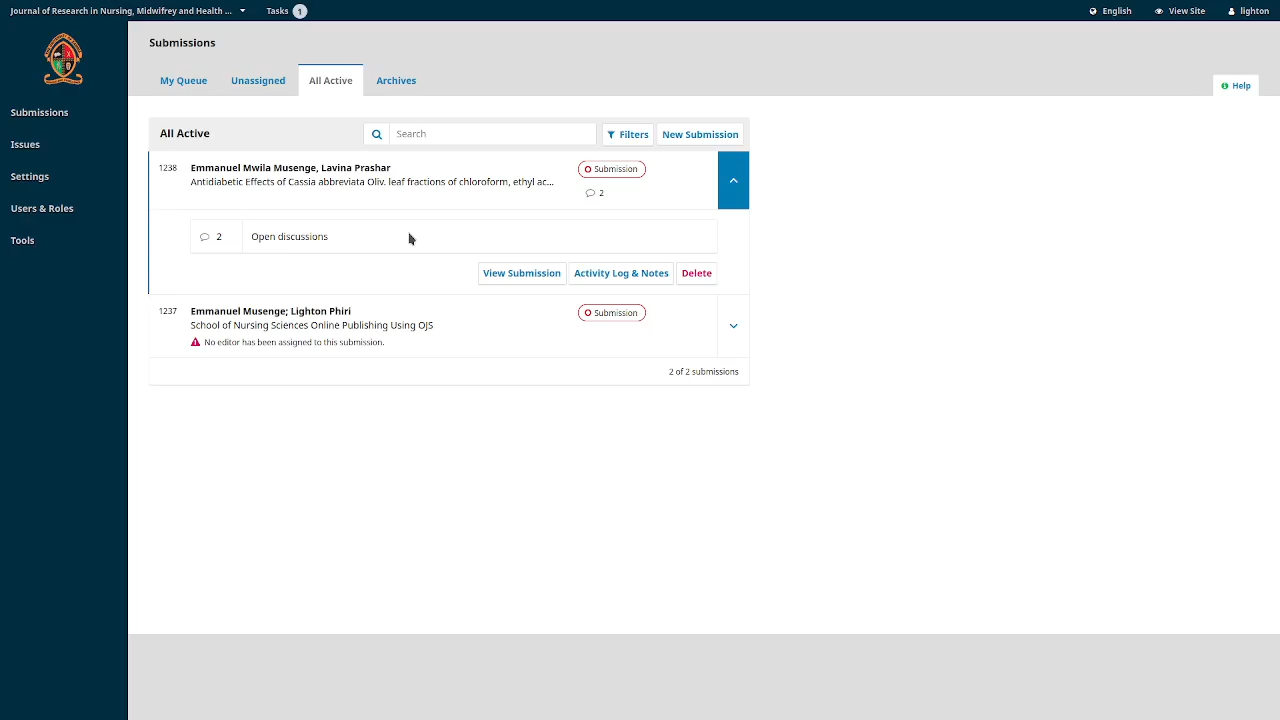 Journal of Research in Nursing, Midwifrey and Health ... Tasks 1 English View Site lighton
Submissions
My Queue Unassigned All Active Archives
Help
Submissions
Issues
Settings
Users & Roles
Tools
All Active Search Filters New Submission
1238 Emmanuel Mwila Musenge, Lavina Prashar Submission
Antidiabetic Effects of Cassia abbreviata Oliv. leaf fractions of chloroform, ethyl ac...
2
2 Open discussions
View Submission Activity Log & Notes Delete
1237 Emmanuel Musenge; Lighton Phiri Submission
School of Nursing Sciences Online Publishing Using OJS
No editor has been assigned to this submission.
2 of 2 submissions